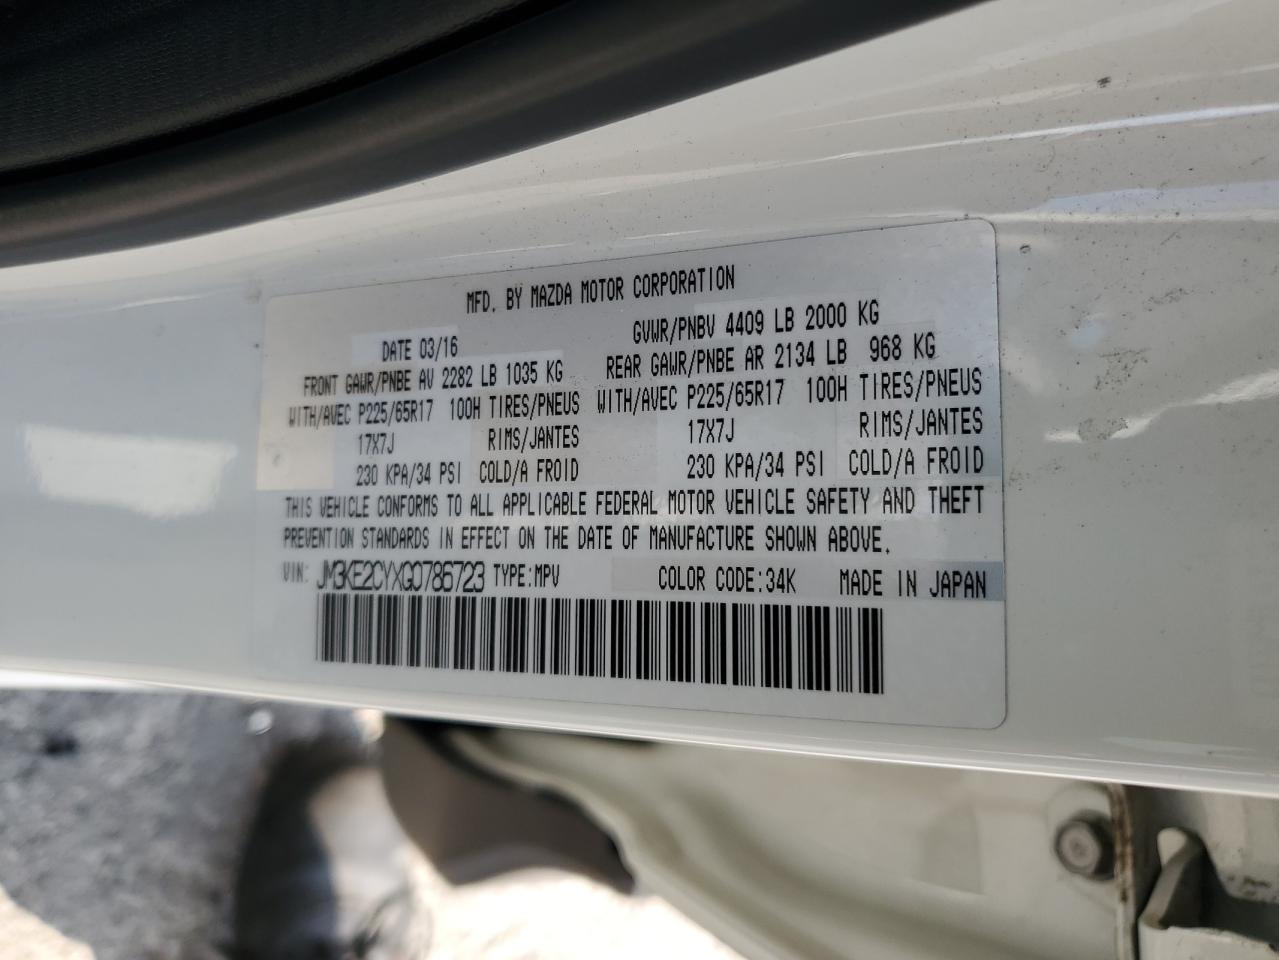 MFD. BY MAZDA MOTOR CORPORATION
DATE 03/16 GVWR/PNBV 4409 LB 2000 KG
FRONT GAWR/PNBE AV 2282 LB 1035 KG REAR GAWR/PNBE AR 2134 LB 968 KG
WITH/AVEC P225/65R17 100H TIRES/PNEUS WITH/AVEC P225/65R17 100H TIRES/PNEUS
17X7J RIMS/JANTES 17X7J RIMS/JANTES
230 KPA/34 PSI COLD/A FROID 230 KPA/34 PSI COLD/A FROID
THIS VEHICLE CONFORMS TO ALL APPLICABLE FEDERAL MOTOR VEHICLE SAFETY AND THEFT
PREVENTION STANDARDS IN EFFECT ON THE DATE OF MANUFACTURE SHOWN ABOVE.
VIN: JM3KE2CYXG0786723 TYPE:MPV COLOR CODE:34K MADE IN JAPAN